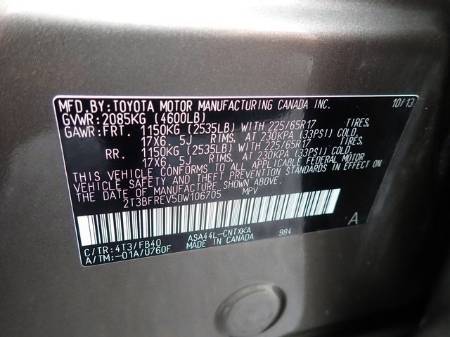 MFD.BY:TOYOTA MOTOR MANUFACTURING CANADA INC. 10/13
GVWR:2085KG (4600LB)
GAWR:FRT. 1150KG (2535LB) WITH 225/65R17 TIRES.
17X6.5J RIMS, AT 230KPA (33PSI) COLD
RR. 1150KG (2535LB) WITH 225/65R17 TIRES.
17X6.5J RIMS, AT 230KPA (33PSI) COLD.
THIS VEHICLE CONFORMS TO ALL APPLICABLE FEDERAL MOTOR
VEHICLE SAFETY AND THEFT PREVENTION STANDARDS IN EFFECT ON
THE DATE OF MANUFACTURE SHOWN ABOVE.
2T3BFREV5DW106705 MPV
A
C/TR:4T3/FB40 ASA44L-CNTXKA 984
A/TM:-01A/U760F MADE IN CANADA